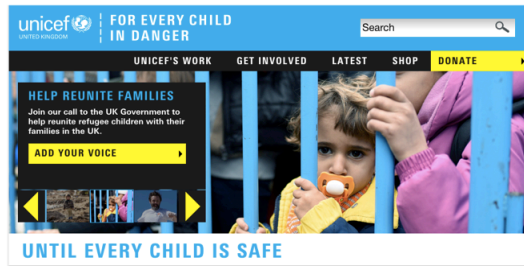 unicef
UNITED KINGDOM
FOR EVERY CHILD
IN DANGER
Search
UNICEF'S WORK GET INVOLVED LATEST SHOP DONATE
HELP REUNITE FAMILIES
Join our call to the UK Government to
help reunite refugee children with their
families in the UK.
ADD YOUR VOICE
UNTIL EVERY CHILD IS SAFE